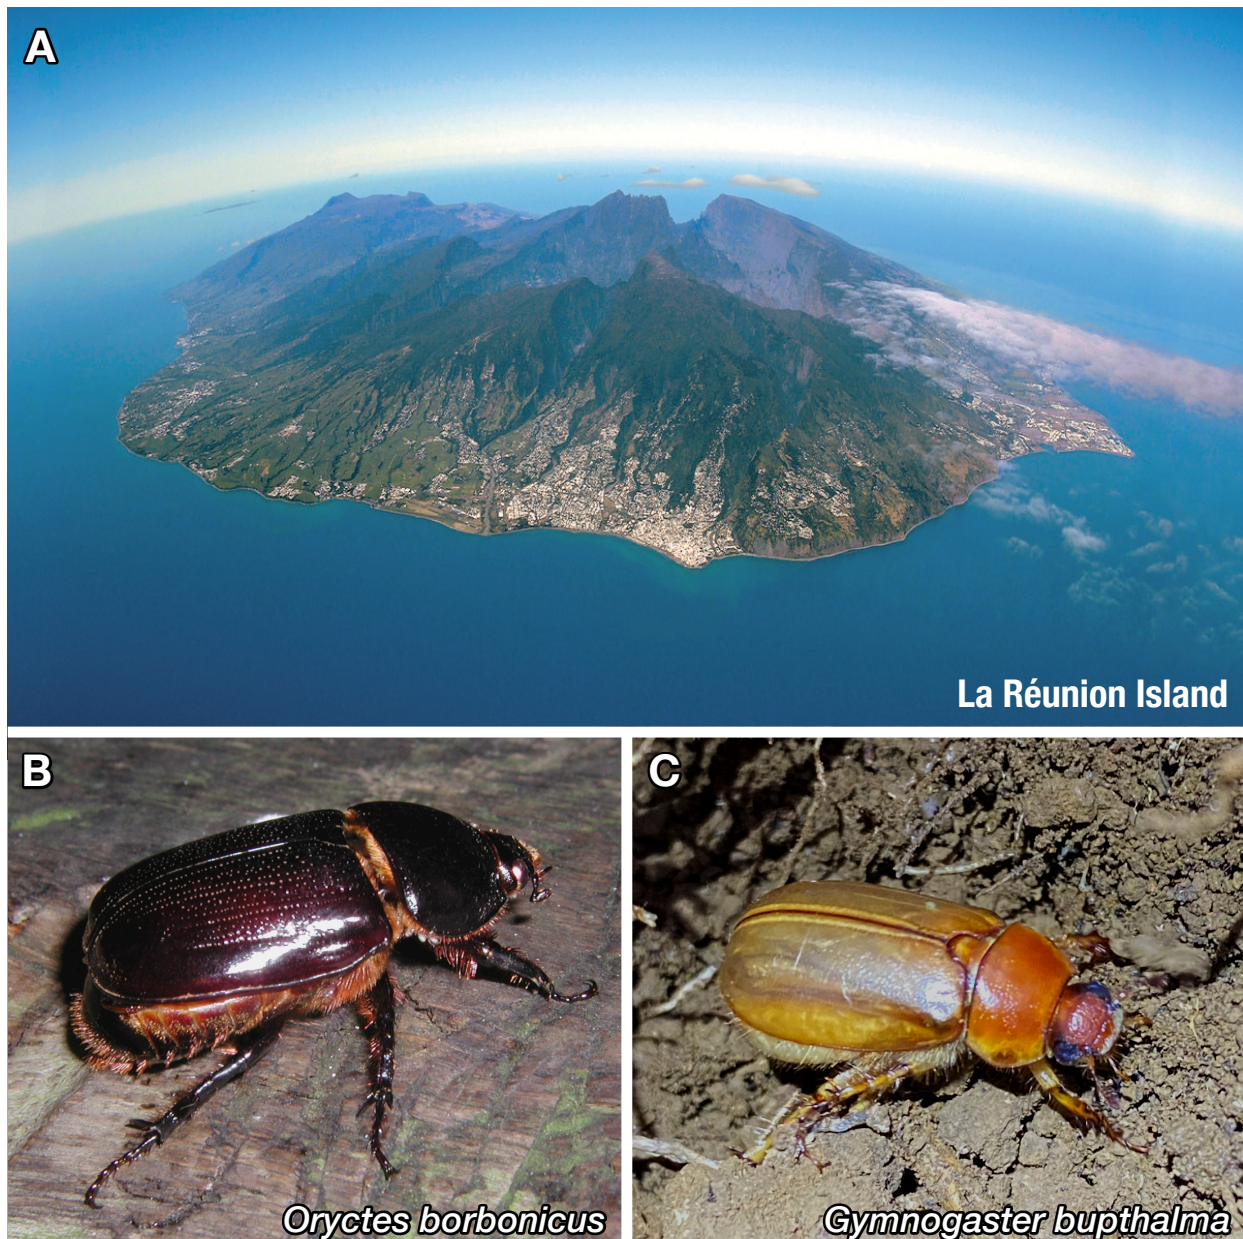 A
La Réunion Island
B
Oryctes borbonicus
C
Gymnogaster bupthalma